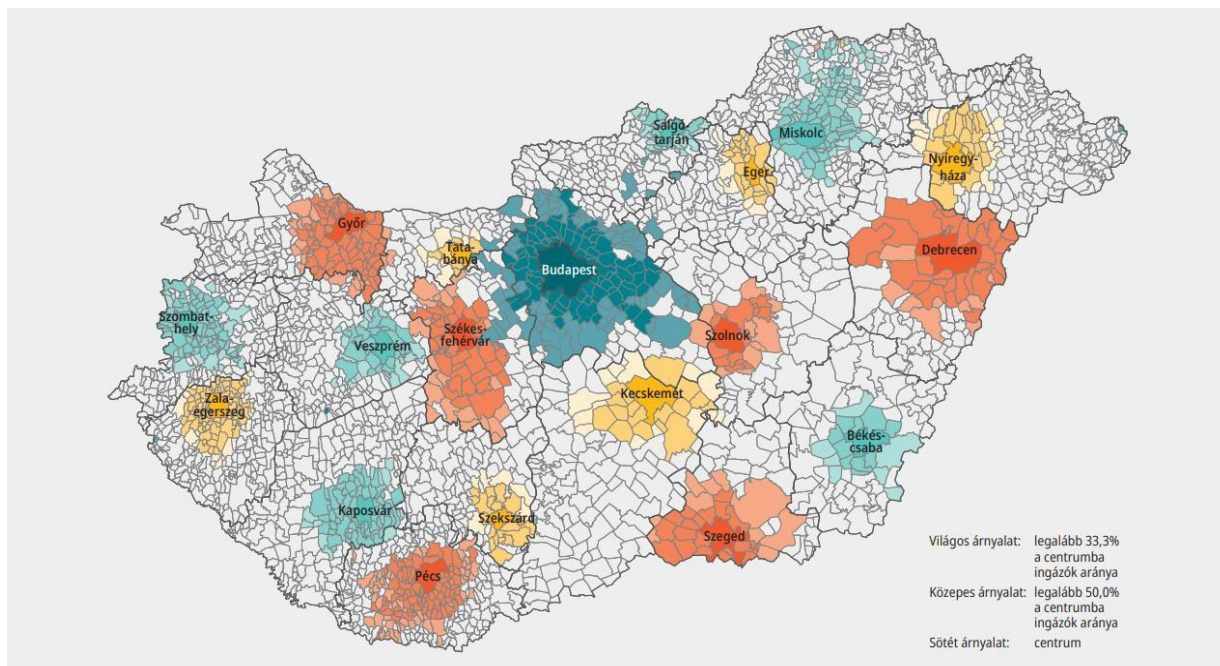 Salgó-
tarján
Miskolc
Nyíregy-
háza
Eger
Győr
Tata-
bánya
Budapest
Debrecen
Szombat-
hely
Veszprém
Székes-
fehérvár
Szolnok
Zala-
egerszeg
Kecskemét
Békés-
csaba
Kaposvár
Szekszárd
Szeged
Pécs
Világos árnyalat: legalább 33,3%
a centrumba
ingázók aránya
Közepes árnyalat: legalább 50,0%
a centrumba
ingázók aránya
Sötét árnyalat: centrum